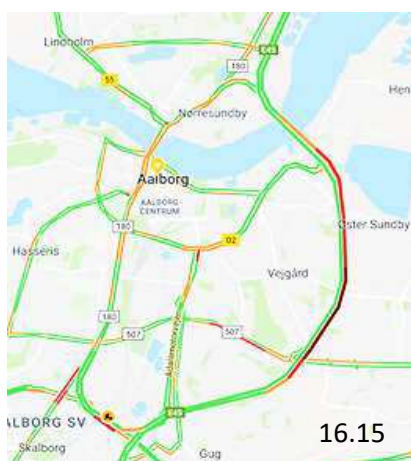 Lindholm
E45
180
55
Hen
Nørresundby
Aalborg
AALBORG
CENTRUM
Øster Sundby
180
02
Hasseris
Vejgård
507
507
180
ALBORG SV
E45
16.15
Skalborg
Gug